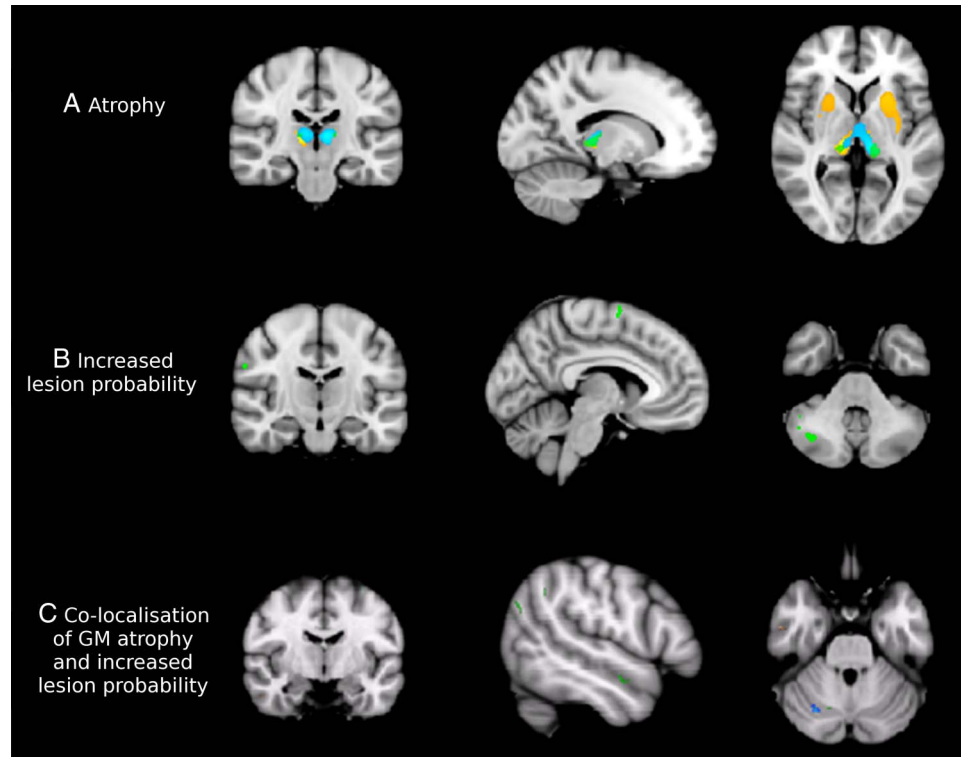 A Atrophy
B Increased
lesion probability
C Co-localisation
of GM atrophy
and increased
lesion probability